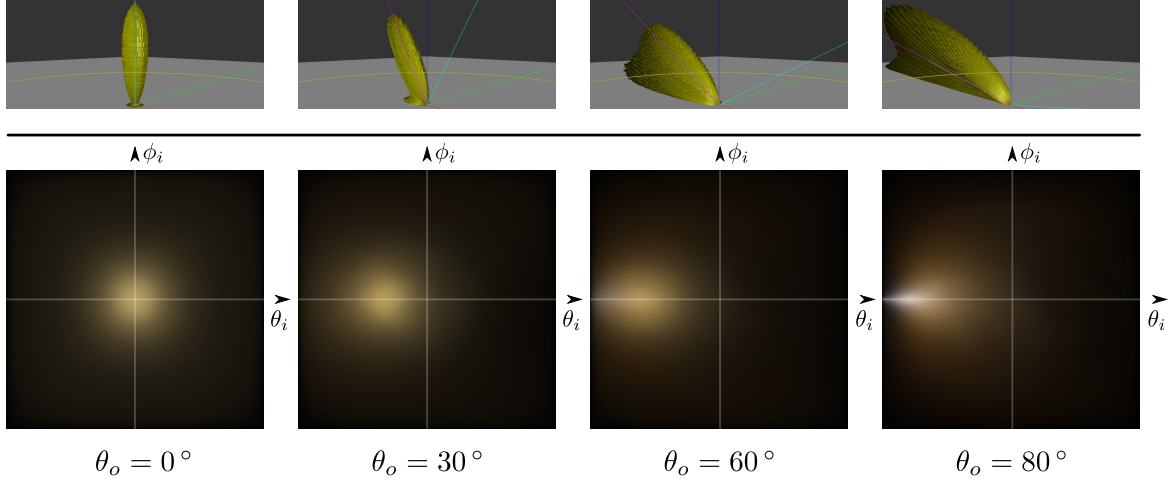 ϕᵢ ϕᵢ ϕᵢ ϕᵢ
θᵢ θᵢ θᵢ θᵢ
θₒ = 0° θₒ = 30° θₒ = 60° θₒ = 80°